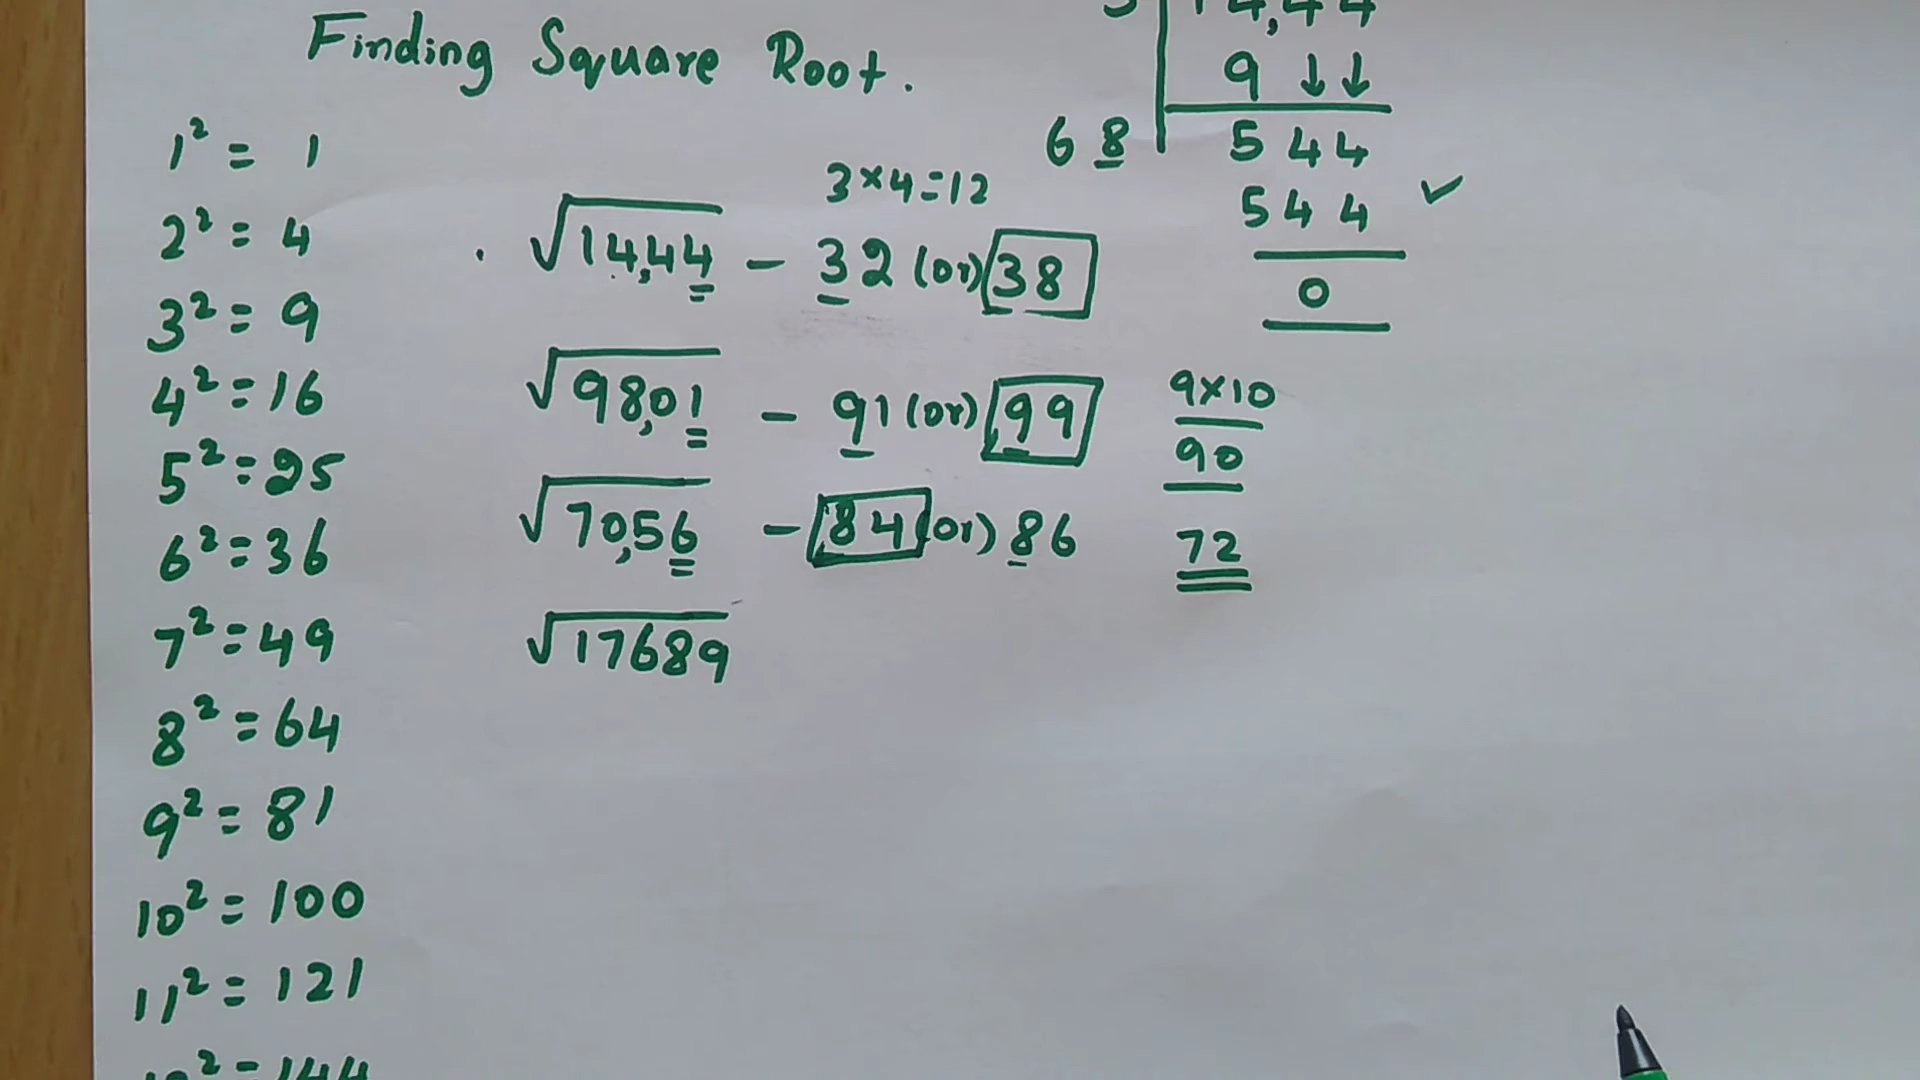 Finding Square Root.
1² = 1
2² = 4
3² = 9
4² = 16
5² = 25
6² = 36
7² = 49
8² = 64
9² = 81
10² = 100
11² = 121
3×4=12
. √14,44 – 32 (or) 38
√98,01 – 91 (or) 99
√70,56 – 84 (or) 86
√17689
14,44
9 ↓↓
68 544
544 ✓
0
9×10
90
72